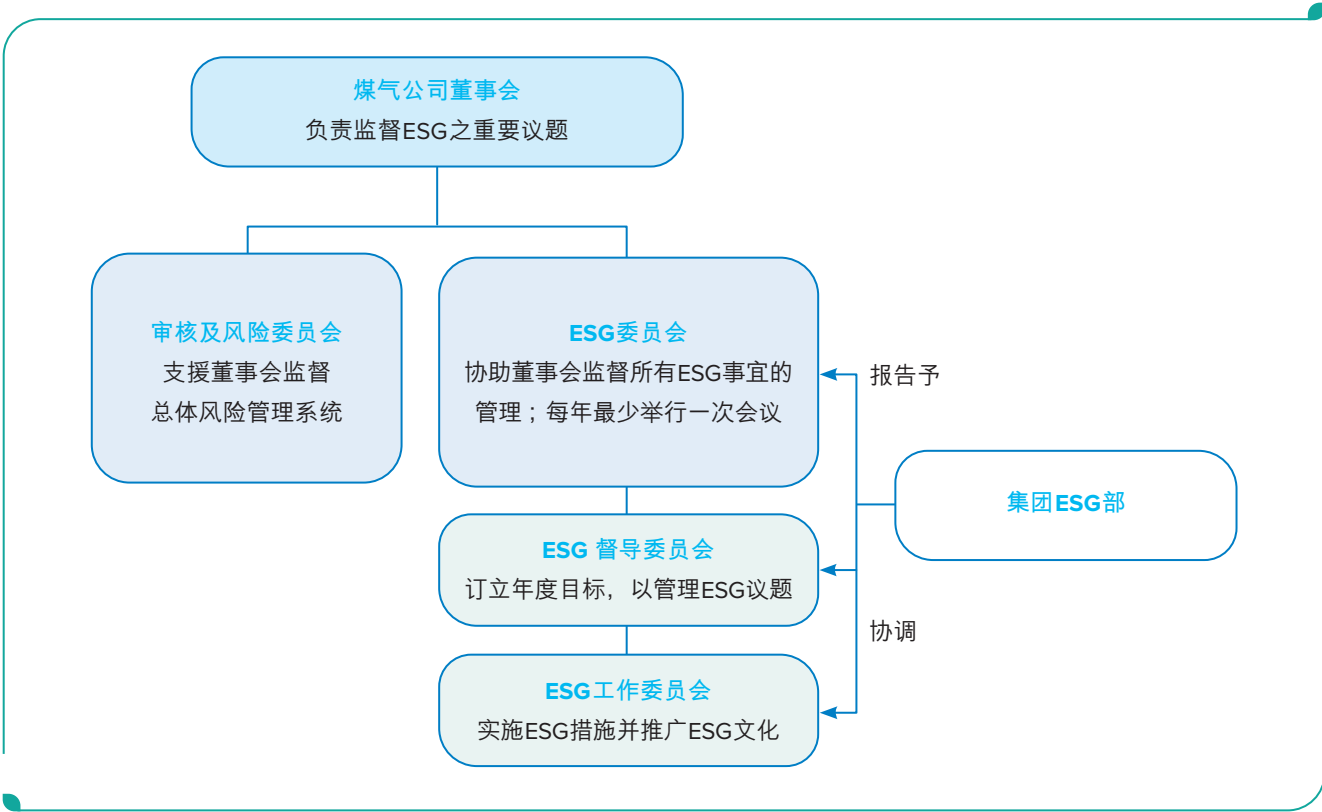 煤气公司董事会
负责监督ESG之重要议题
审核及风险委员会
支援董事会监督
总体风险管理系统
ESG委员会
协助董事会监督所有ESG事宜的
管理；每年最少举行一次会议
报告予
集团ESG部
ESG 督导委员会
订立年度目标，以管理ESG议题
协调
ESG工作委员会
实施ESG措施并推广ESG文化